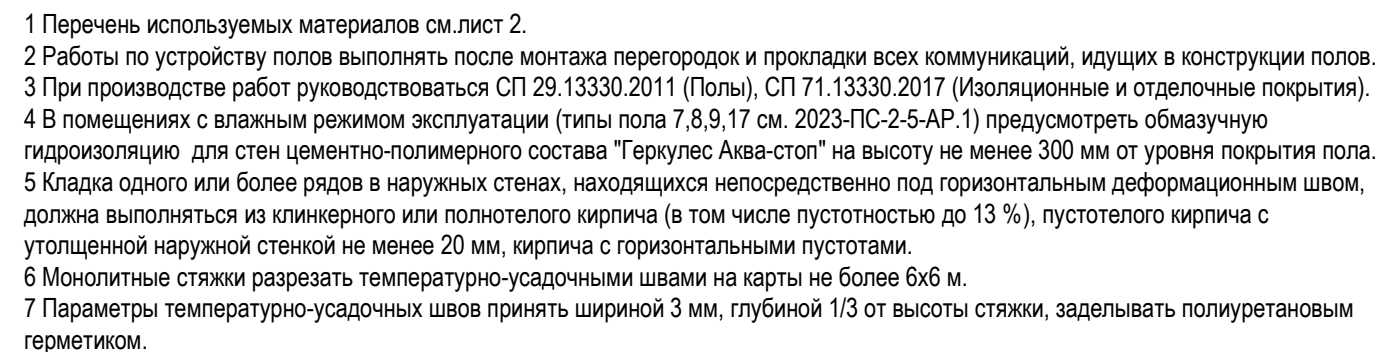 1 Перечень используемых материалов см.лист 2.
2 Работы по устройству полов выполнять после монтажа перегородок и прокладки всех коммуникаций, идущих в конструкции полов.
3 При производстве работ руководствоваться СП 29.13330.2011 (Полы), СП 71.13330.2017 (Изоляционные и отделочные покрытия).
4 В помещениях с влажным режимом эксплуатации (типы пола 7,8,9,17 см. 2023-ПС-2-5-АР.1) предусмотреть обмазучную
гидроизоляцию для стен цементно-полимерного состава "Геркулес Аква-стоп" на высоту не менее 300 мм от уровня покрытия пола.
5 Кладка одного или более рядов в наружных стенах, находящихся непосредственно под горизонтальным деформационным швом,
должна выполняться из клинкерного или полнотелого кирпича (в том числе пустотностью до 13 %), пустотелого кирпича с
утолщенной наружной стенкой не менее 20 мм, кирпича с горизонтальными пустотами.
6 Монолитные стяжки разрезать температурно-усадочными швами на карты не более 6х6 м.
7 Параметры температурно-усадочных швов принять шириной 3 мм, глубиной 1/3 от высоты стяжки, заделывать полиуретановым
герметиком.